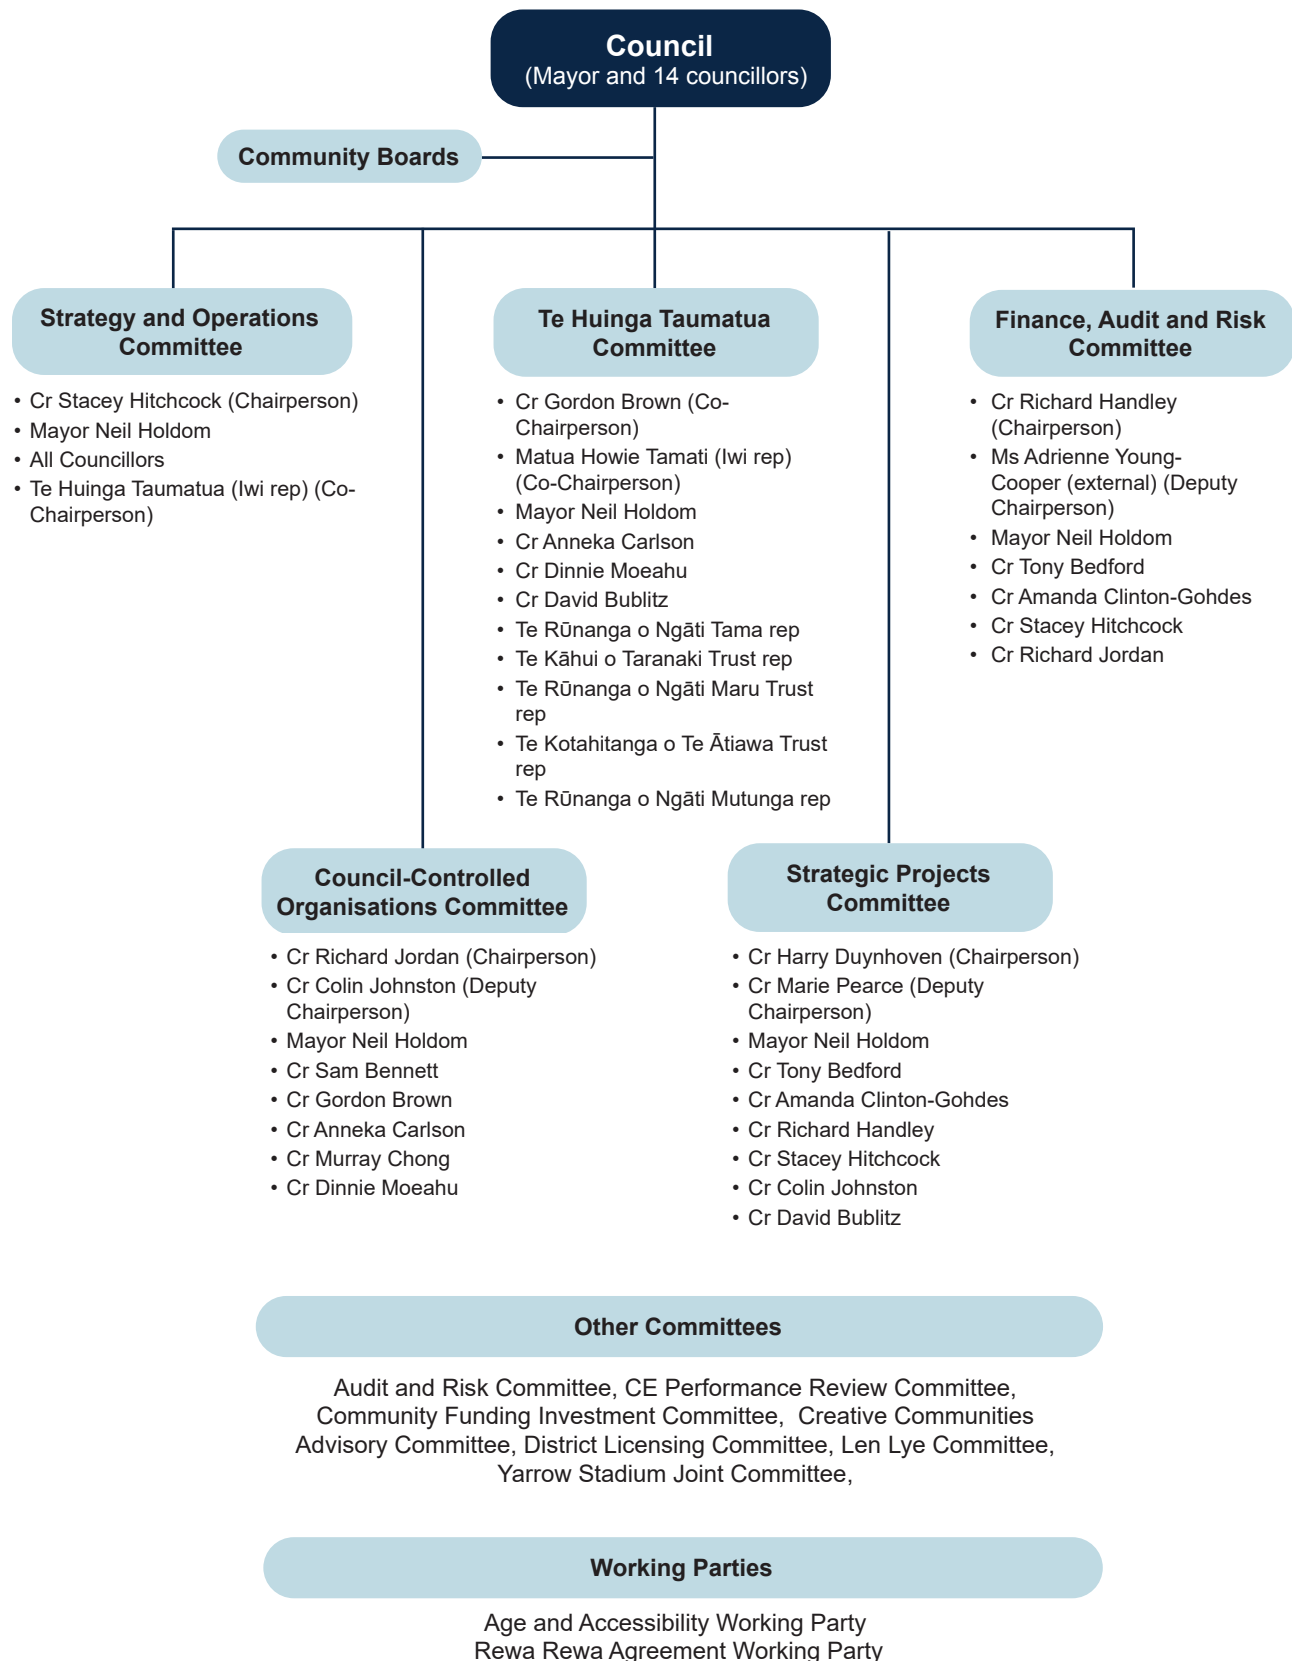 Council
(Mayor and 14 councillors)
Community Boards
Strategy and Operations
Committee
• Cr Stacey Hitchcock (Chairperson)
• Mayor Neil Holdom
• All Councillors
• Te Huinga Taumatua (Iwi rep) (Co-
Chairperson)
Te Huinga Taumatua
Committee
• Cr Gordon Brown (Co-
Chairperson)
• Matua Howie Tamati (Iwi rep)
(Co-Chairperson)
• Mayor Neil Holdom
• Cr Anneka Carlson
• Cr Dinnie Moeahu
• Cr David Bublitz
• Te Rūnanga o Ngāti Tama rep
• Te Kāhui o Taranaki Trust rep
• Te Rūnanga o Ngāti Maru Trust
rep
• Te Kotahitanga o Te Ātiawa Trust
rep
• Te Rūnanga o Ngāti Mutunga rep
Finance, Audit and Risk
Committee
• Cr Richard Handley
(Chairperson)
• Ms Adrienne Young-
Cooper (external) (Deputy
Chairperson)
• Mayor Neil Holdom
• Cr Tony Bedford
• Cr Amanda Clinton-Gohdes
• Cr Stacey Hitchcock
• Cr Richard Jordan
Council-Controlled
Organisations Committee
• Cr Richard Jordan (Chairperson)
• Cr Colin Johnston (Deputy
Chairperson)
• Mayor Neil Holdom
• Cr Sam Bennett
• Cr Gordon Brown
• Cr Anneka Carlson
• Cr Murray Chong
• Cr Dinnie Moeahu
Strategic Projects
Committee
• Cr Harry Duynhoven (Chairperson)
• Cr Marie Pearce (Deputy
Chairperson)
• Mayor Neil Holdom
• Cr Tony Bedford
• Cr Amanda Clinton-Gohdes
• Cr Richard Handley
• Cr Stacey Hitchcock
• Cr Colin Johnston
• Cr David Bublitz
Other Committees
Audit and Risk Committee, CE Performance Review Committee,
Community Funding Investment Committee,  Creative Communities
Advisory Committee, District Licensing Committee, Len Lye Committee,
Yarrow Stadium Joint Committee,
Working Parties
Age and Accessibility Working Party
Rewa Rewa Agreement Working Party